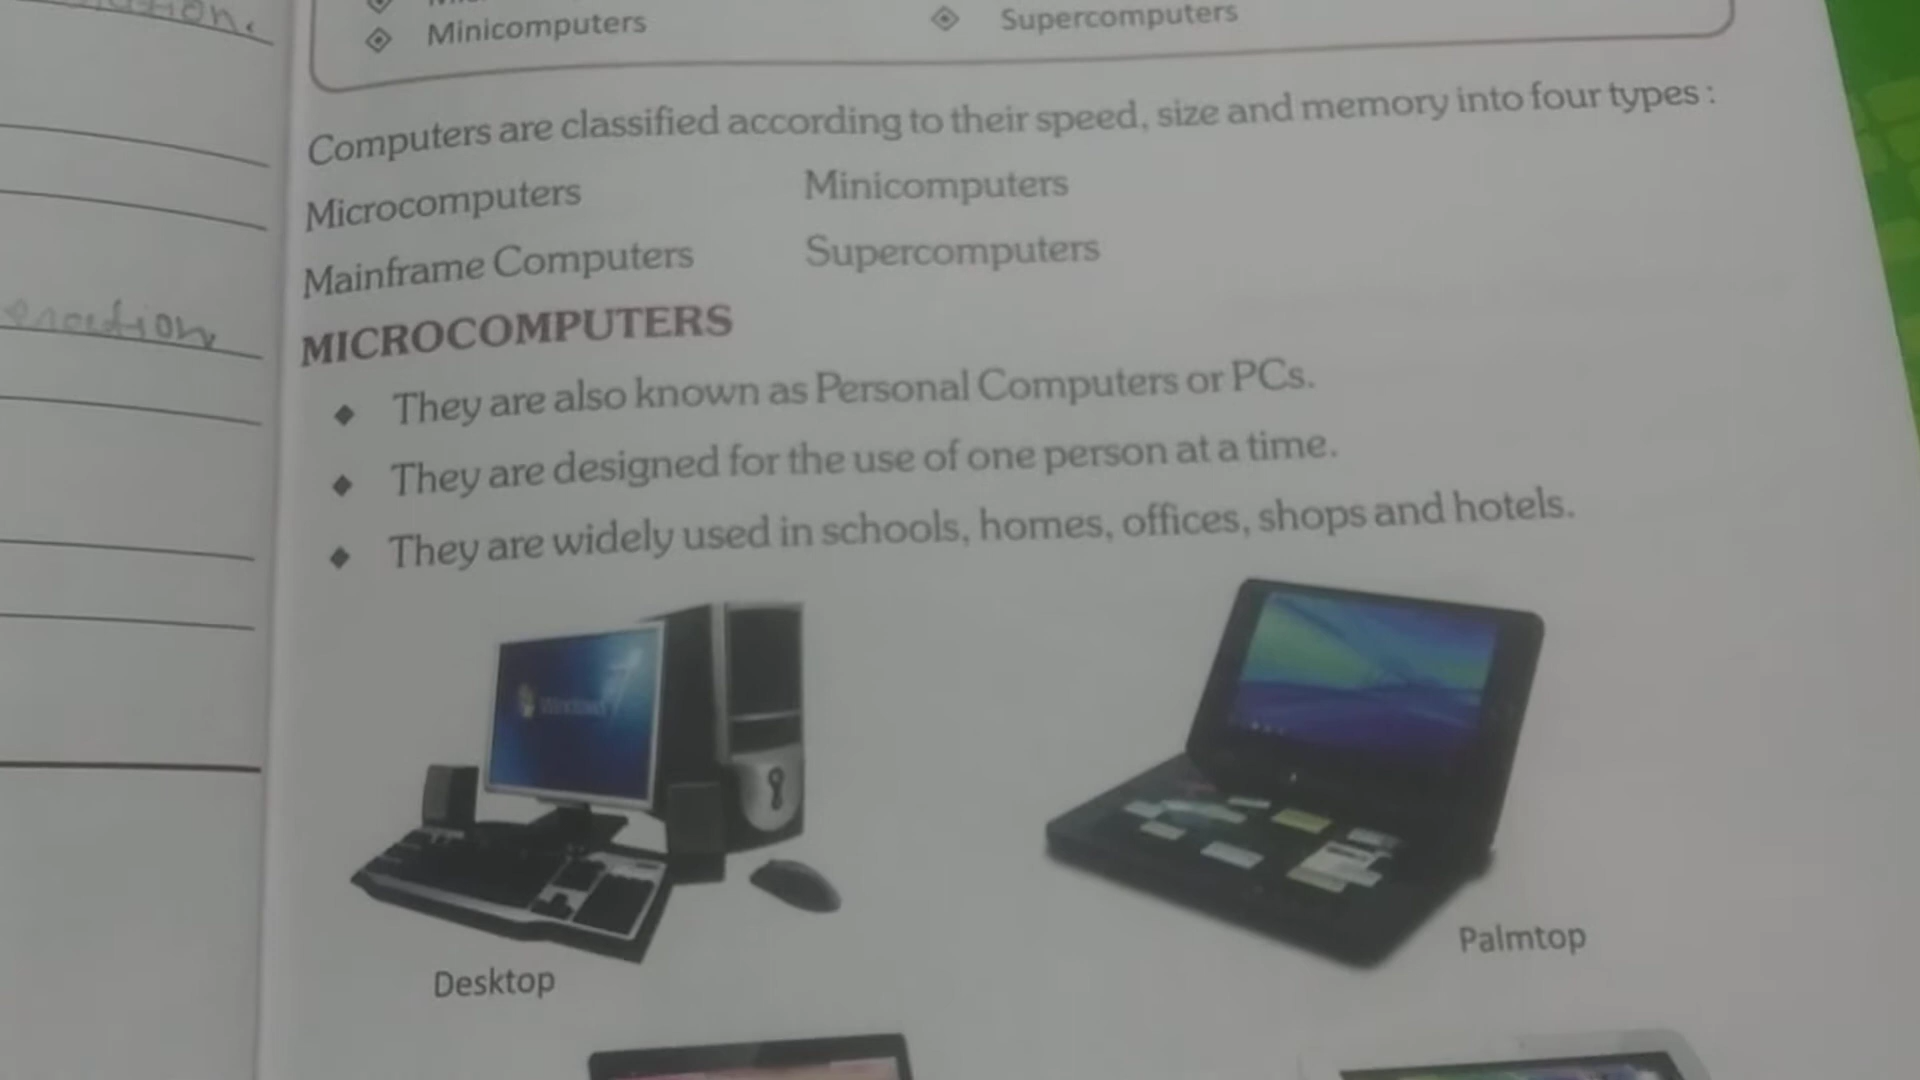 Minicomputers
Supercomputers
Computers are classified according to their speed, size and memory into four types :
Microcomputers Minicomputers
Mainframe Computers Supercomputers
MICROCOMPUTERS
They are also known as Personal Computers or PCs.
They are designed for the use of one person at a time.
They are widely used in schools, homes, offices, shops and hotels.
Windows 7
Palmtop
Desktop